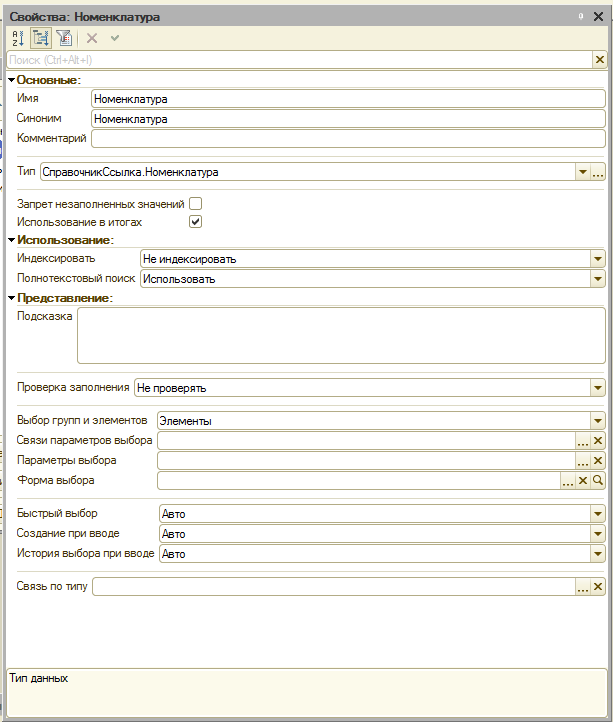 Свойства: Номенклатура
Поиск (Ctrl+Alt+I)
Основные:
Имя Номенклатура
Синоним Номенклатура
Комментарий
Тип СправочникСсылка.Номенклатура
Запрет незаполненных значений
Использование в итогах
Использование:
Индексировать Не индексировать
Полнотекстовый поиск Использовать
Представление:
Подсказка
Проверка заполнения Не проверять
Выбор групп и элементов Элементы
Связи параметров выбора
Параметры выбора
Форма выбора
Быстрый выбор Авто
Создание при вводе Авто
История выбора при вводе Авто
Связь по типу
Тип данных